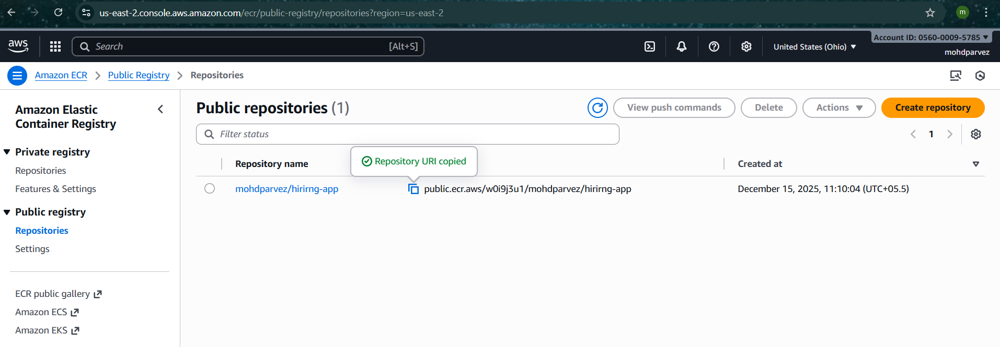 us-east-2.console.aws.amazon.com/ecr/public-registry/repositories?region=us-east-2
m
aws
Search
[Alt+S]
United States (Ohio)
Account ID: 0560-0009-5785
mohdparvez
Amazon ECR
Public Registry
Repositories
Amazon Elastic
Container Registry
Private registry
Repositories
Features & Settings
Public registry
Repositories
Settings
ECR public gallery
Amazon ECS
Amazon EKS
Public repositories (1)
View push commands
Delete
Actions
Create repository
Filter status
1
Repository URI copied
Repository name
Created at
mohdparvez/hirirng-app
public.ecr.aws/w0i9j3u1/mohdparvez/hirirng-app
December 15, 2025, 11:10:04 (UTC+05.5)